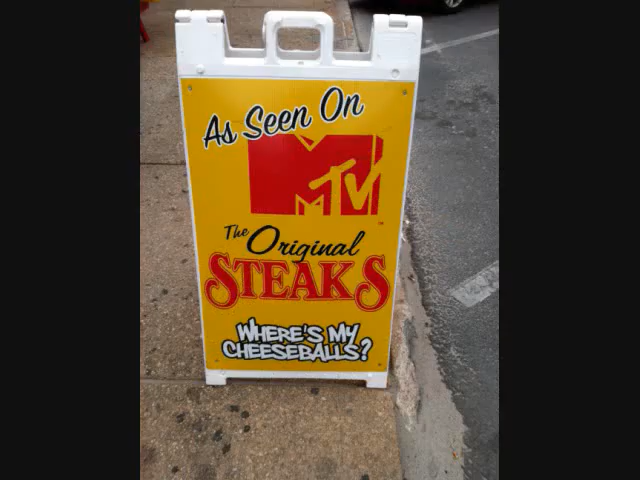 As Seen On
MTV
The Original
STEAKS
WHERE'S MY
CHEESEBALLS?